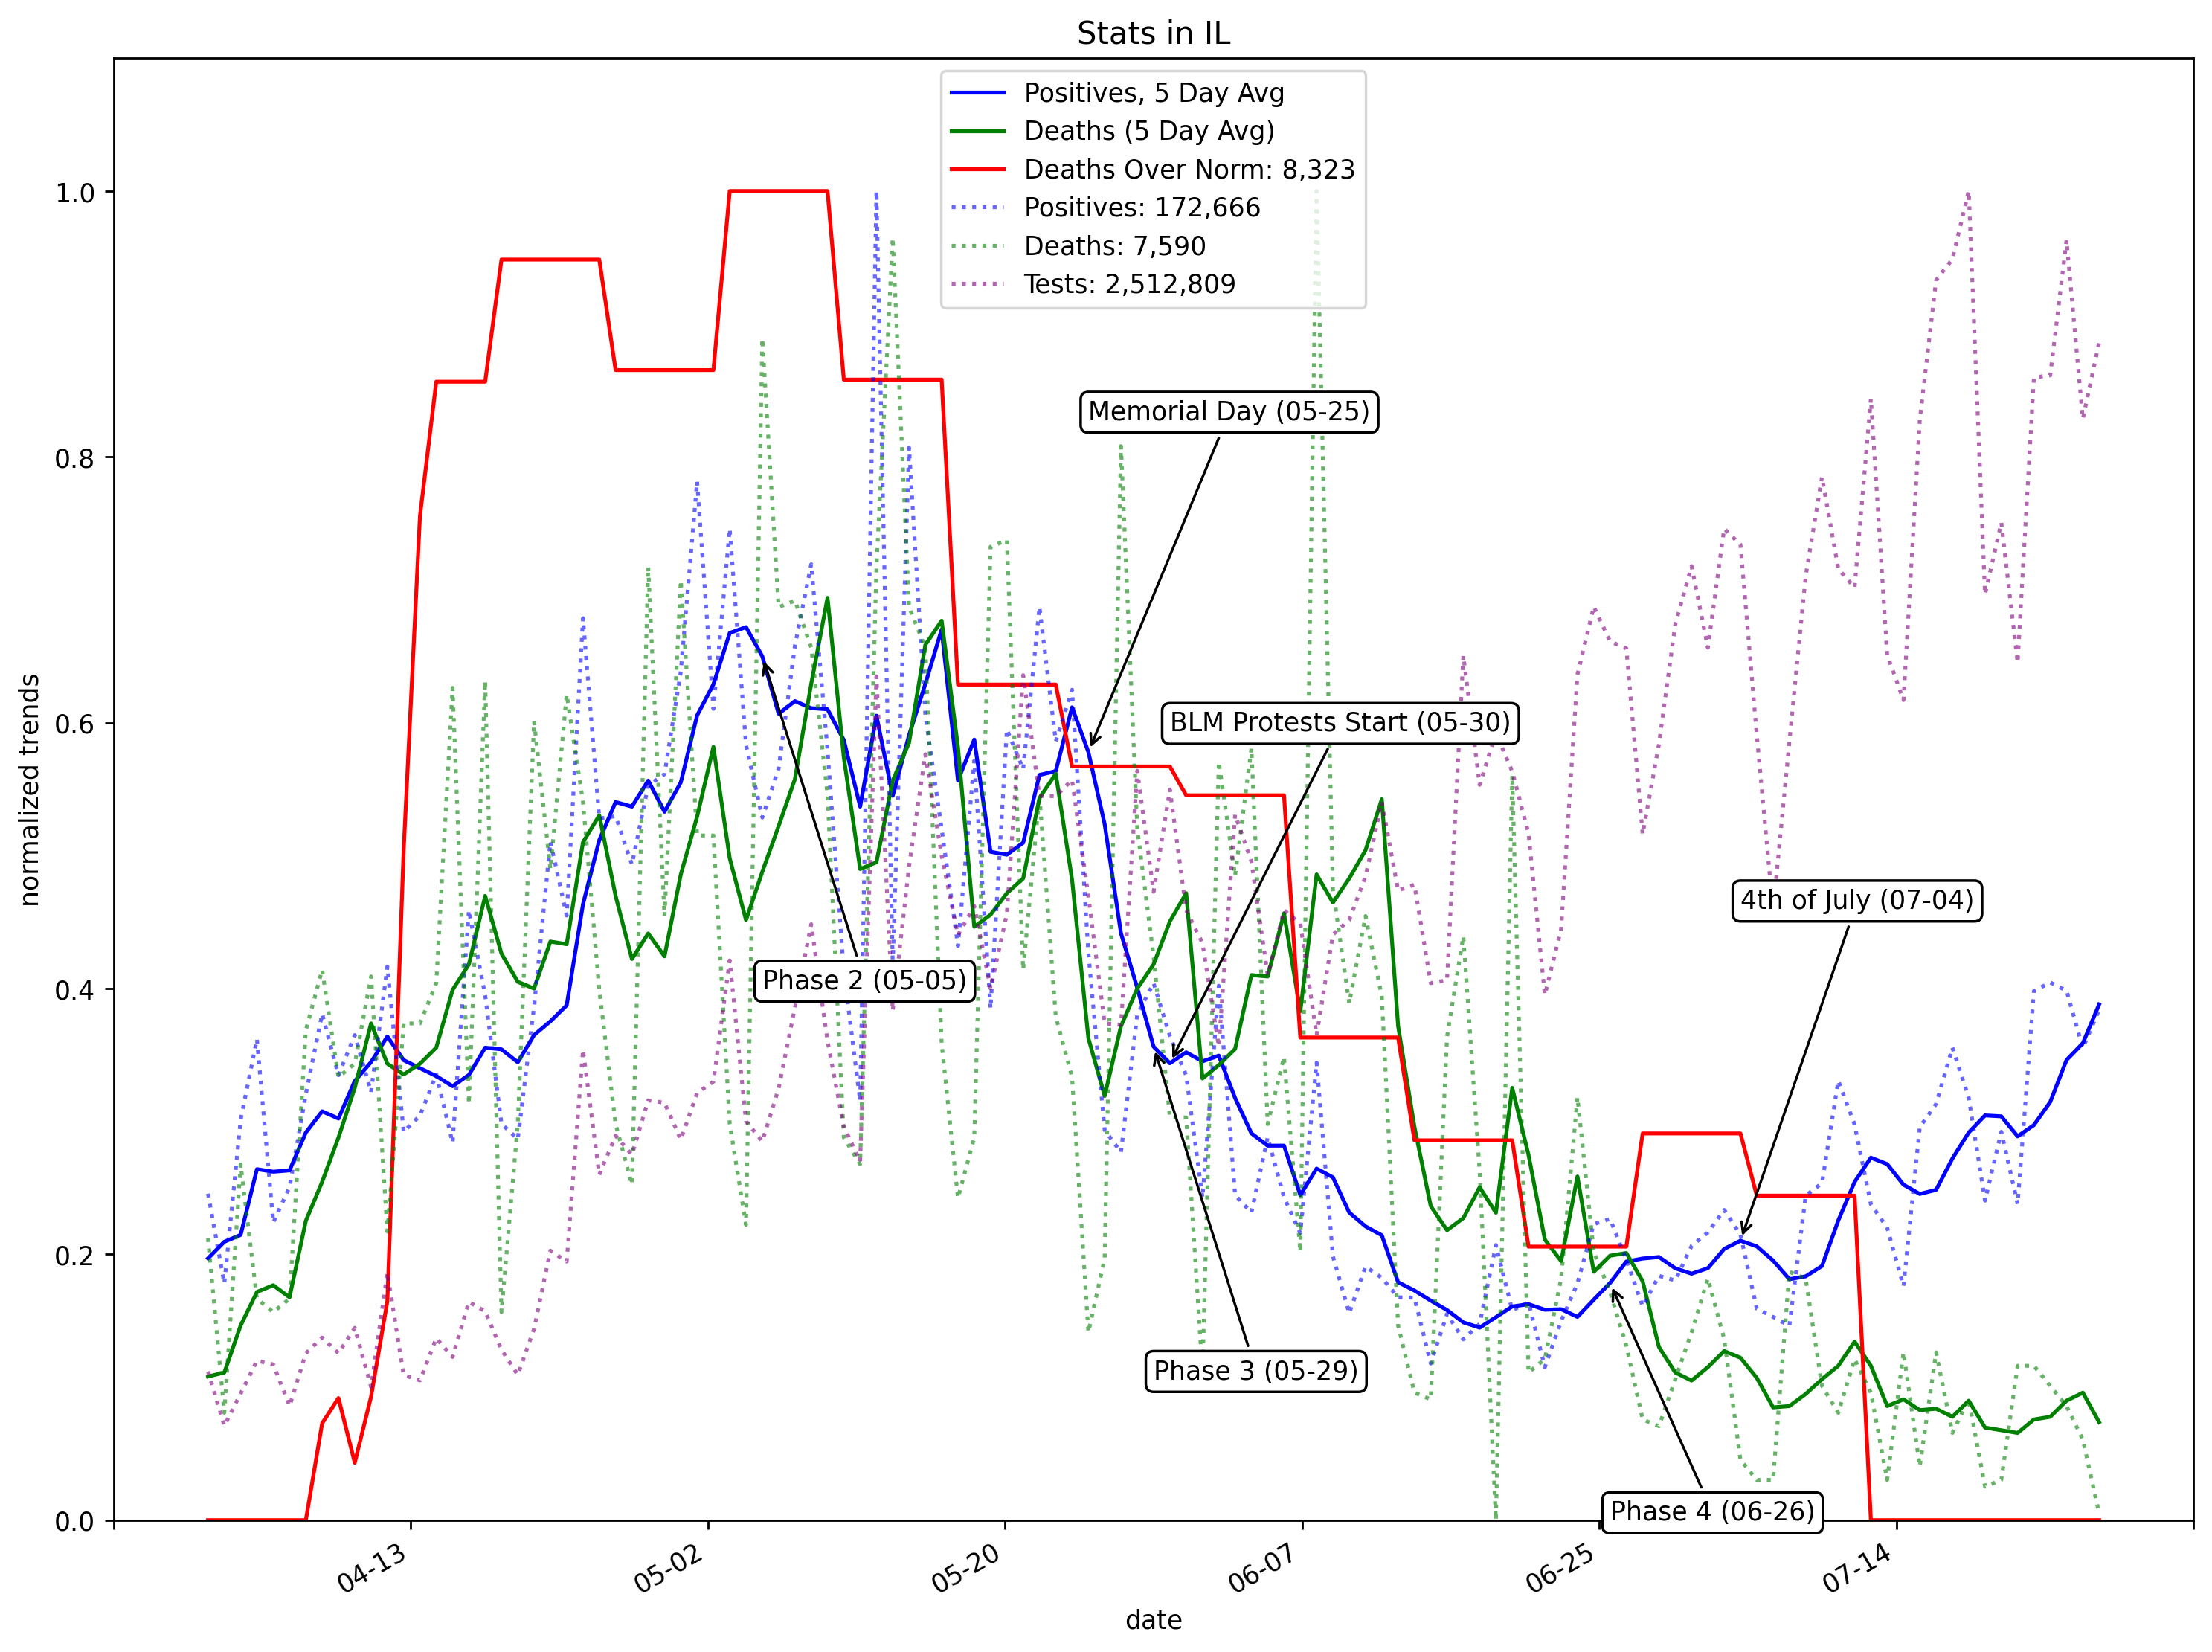 Stats in IL
Positives, 5 Day Avg
Deaths (5 Day Avg)
Deaths Over Norm: 8,323
Positives: 172,666
Deaths: 7,590
Tests: 2,512,809
1.0
0.8
0.6
0.4
0.2
0.0
normalized trends
Memorial Day (05-25)
BLM Protests Start (05-30)
4th of July (07-04)
Phase 2 (05-05)
Phase 3 (05-29)
Phase 4 (06-26)
04-13
05-02
05-20
06-07
06-25
07-14
date